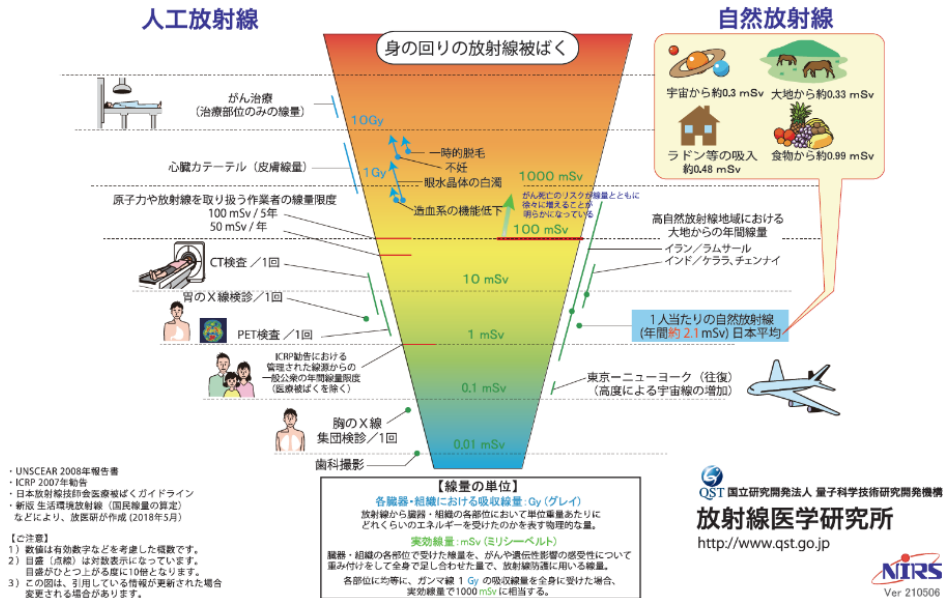 人工放射線
自然放射線
身の回りの放射線被ばく
がん治療
(治療部位のみの線量)
10Gy
心臓カテーテル(皮膚線量)
1Gy
一時的脱毛
不妊
眼水晶体の白濁
造血系の機能低下
1000 mSv
がん死亡のリスクが線量とともに
徐々に増えることが
明らかになっている
100 mSv
原子力や放射線を取り扱う作業者の線量限度
100 mSv / 5年
50 mSv / 年
CT検査/1回
10 mSv
胃のX線検診/1回
PET検査/1回
1 mSv
ICRP勧告における
管理された線源からの
一般公衆の年間線量限度
(医療被ばくを除く)
0.1 mSv
胸のX線
集団検診/1回
0.01 mSv
歯科撮影
宇宙から約0.3 mSv
大地から約0.33 mSv
ラドン等の吸入
約0.48 mSv
食物から約0.99 mSv
高自然放射線地域における
大地からの年間線量
イラン/ラムサール
インド/ケララ、チェンナイ
1人当たりの自然放射線
(年間約 2.1mSv) 日本平均
東京ーニューヨーク(往復)
(高度による宇宙線の増加)
・UNSCEAR 2008年報告書
・ICRP 2007年勧告
・日本放射線技師会医療被ばくガイドライン
・新版 生活環境放射線(国民線量の算定)
などにより、放医研が作成 (2018年5月)
【ご注意】
1)数値は有効数字などを考慮した概数です。
2)目盛(点線)は対数表示になっています。
目盛がひとつ上がる度に10倍となります。
3)この図は、引用している情報が更新された場合
変更される場合があります。
【線量の単位】
各臓器・組織における吸収線量:Gy(グレイ)
放射線から臓器・組織の各部位において単位重量あたりに
どれくらいのエネルギーを受けたのかを表す物理的な量。
実効線量:mSv(ミリシーベルト)
臓器・組織の各部位で受けた線量を、がんや遺伝性影響の感受性について
重み付けをして全身で足し合わせた量で、放射線防護に用いる線量。
各部位に均等に、ガンマ線 1 Gy の吸収線量を全身に受けた場合、
実効線量で1000 mSvに相当する。
QST 国立研究開発法人 量子科学技術研究開発機構
放射線医学研究所
http://www.qst.go.jp
NIRS
Ver 210506